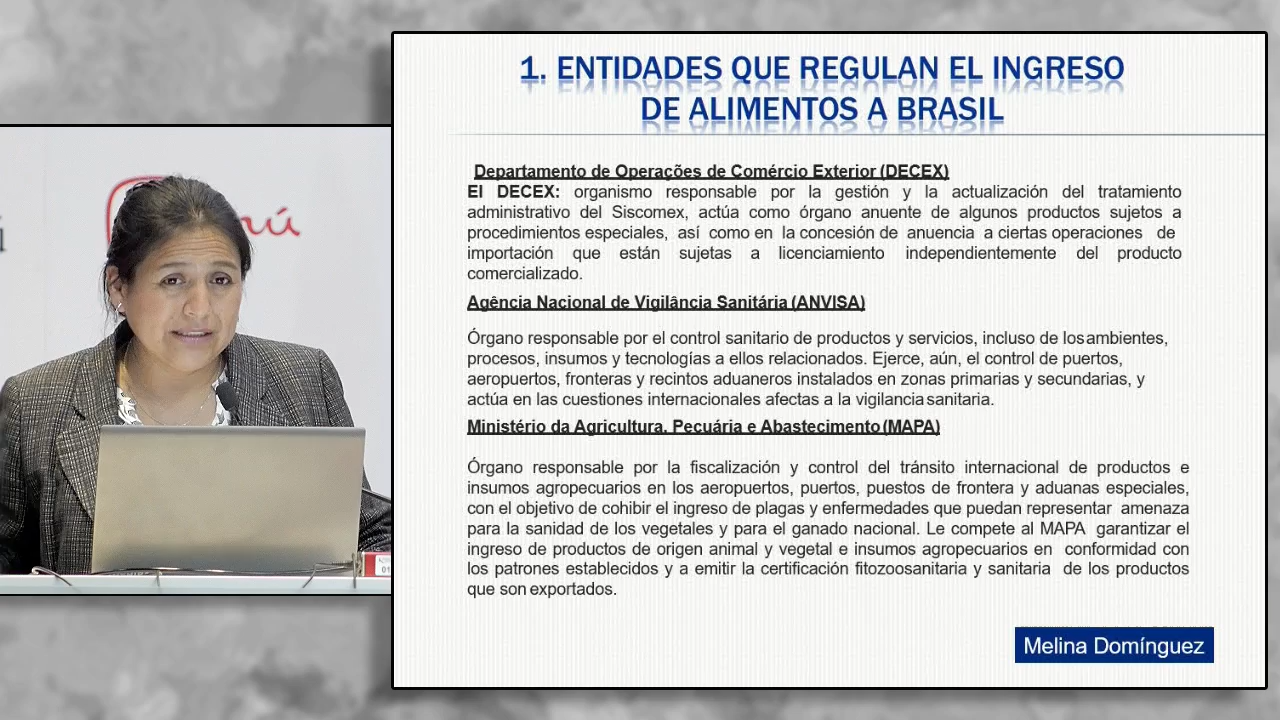 1. ENTIDADES QUE REGULAN EL INGRESO
DE ALIMENTOS A BRASIL
Departamento de Operações de Comércio Exterior (DECEX)
El DECEX: organismo responsable por la gestión y la actualización del tratamiento
administrativo del Siscomex, actúa como órgano anuente de algunos productos sujetos a
procedimientos especiales, así como en la concesión de anuencia a ciertas operaciones de
importación que están sujetas a licenciamiento independientemente del producto
comercializado.
Agência Nacional de Vigilância Sanitária (ANVISA)
Órgano responsable por el control sanitario de productos y servicios, incluso de los ambientes,
procesos, insumos y tecnologías a ellos relacionados. Ejerce, aún, el control de puertos,
aeropuertos, fronteras y recintos aduaneros instalados en zonas primarias y secundarias, y
actúa en las cuestiones internacionales afectas a la vigilancia sanitaria.
Ministério da Agricultura, Pecuária e Abastecimento (MAPA)
Órgano responsable por la fiscalización y control del tránsito internacional de productos e
insumos agropecuarios en los aeropuertos, puertos, puestos de frontera y aduanas especiales,
con el objetivo de cohibir el ingreso de plagas y enfermedades que puedan representar amenaza
para la sanidad de los vegetales y para el ganado nacional. Le compete al MAPA garantizar el
ingreso de productos de origen animal y vegetal e insumos agropecuarios en conformidad con
los patrones establecidos y a emitir la certificación fitozoosanitaria y sanitaria de los productos
que son exportados.
Melina Domínguez